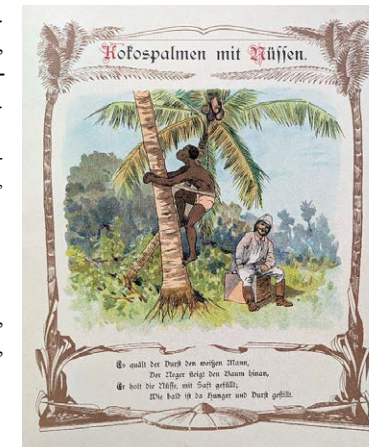 Kokospalmen mit Nüssen.
Es quält der Durst den weißen Mann,
Der Neger steigt den Baum hinan,
Er holt die Nüsse, mit Saft gefüllt;
Wie bald ist da Hunger und Durst gestillt.